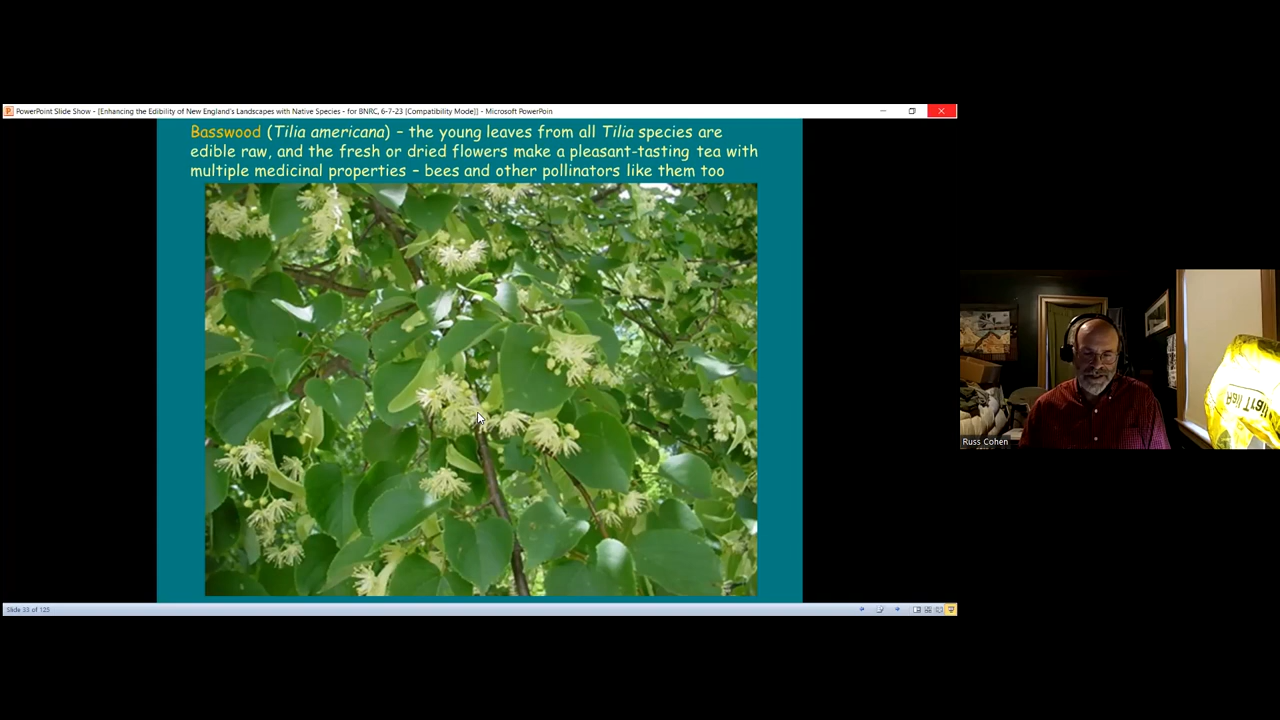 PowerPoint Slide Show - [Enhancing the Edibility of New England's Landscapes with Native Species - for BNRC, 6-7-23 [Compatibility Mode]] - Microsoft PowerPoin
Basswood (Tilia americana) – the young leaves from all Tilia species are
edible raw, and the fresh or dried flowers make a pleasant-tasting tea with
multiple medicinal properties – bees and other pollinators like them too
Russ Cohen
Slide 33 of 125